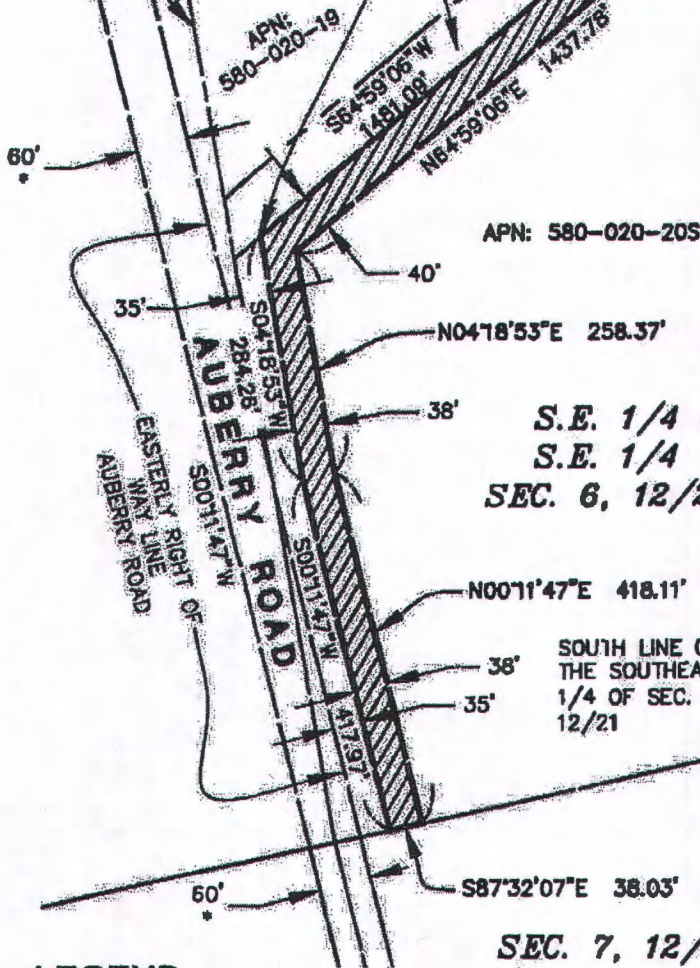 APN:
580-020-19
S64°59'06"W
1481.08'
N64°59'06"E 1437.78'
60'
*
APN: 580-020-20S
40'
35'
N04°18'53"E 258.37'
S04°18'53"W
284.26'
38'
S.E. 1/4
S.E. 1/4
SEC. 6, 12/2
AUBERRY ROAD
EASTERLY RIGHT OF
WAY LINE
AUBERRY ROAD
S00°11'47"W
S00°11'47"W
417.97'
N00°11'47"E 418.11'
38'
35'
SOUTH LINE O
THE SOUTHEA
1/4 OF SEC.
12/21
60'
*
S87°32'07"E 38.03'
SEC. 7, 12/
LEGEND